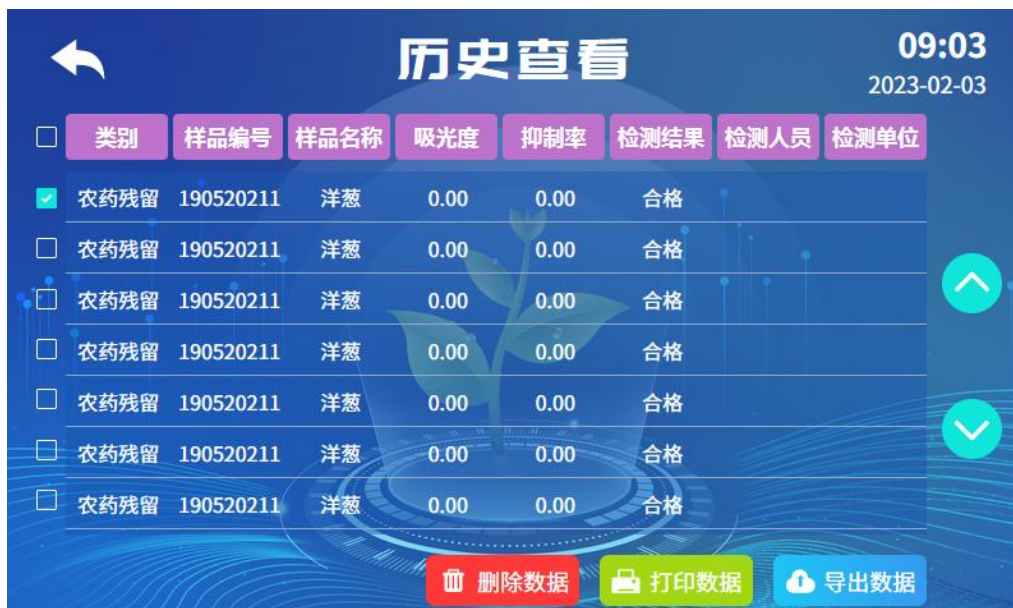 历史查看
09:03
2023-02-03
类别 样品编号 样品名称 吸光度 抑制率 检测结果 检测人员 检测单位
农药残留 190520211 洋葱 0.00 0.00 合格
农药残留 190520211 洋葱 0.00 0.00 合格
农药残留 190520211 洋葱 0.00 0.00 合格
农药残留 190520211 洋葱 0.00 0.00 合格
农药残留 190520211 洋葱 0.00 0.00 合格
农药残留 190520211 洋葱 0.00 0.00 合格
农药残留 190520211 洋葱 0.00 0.00 合格
删除数据 打印数据 导出数据